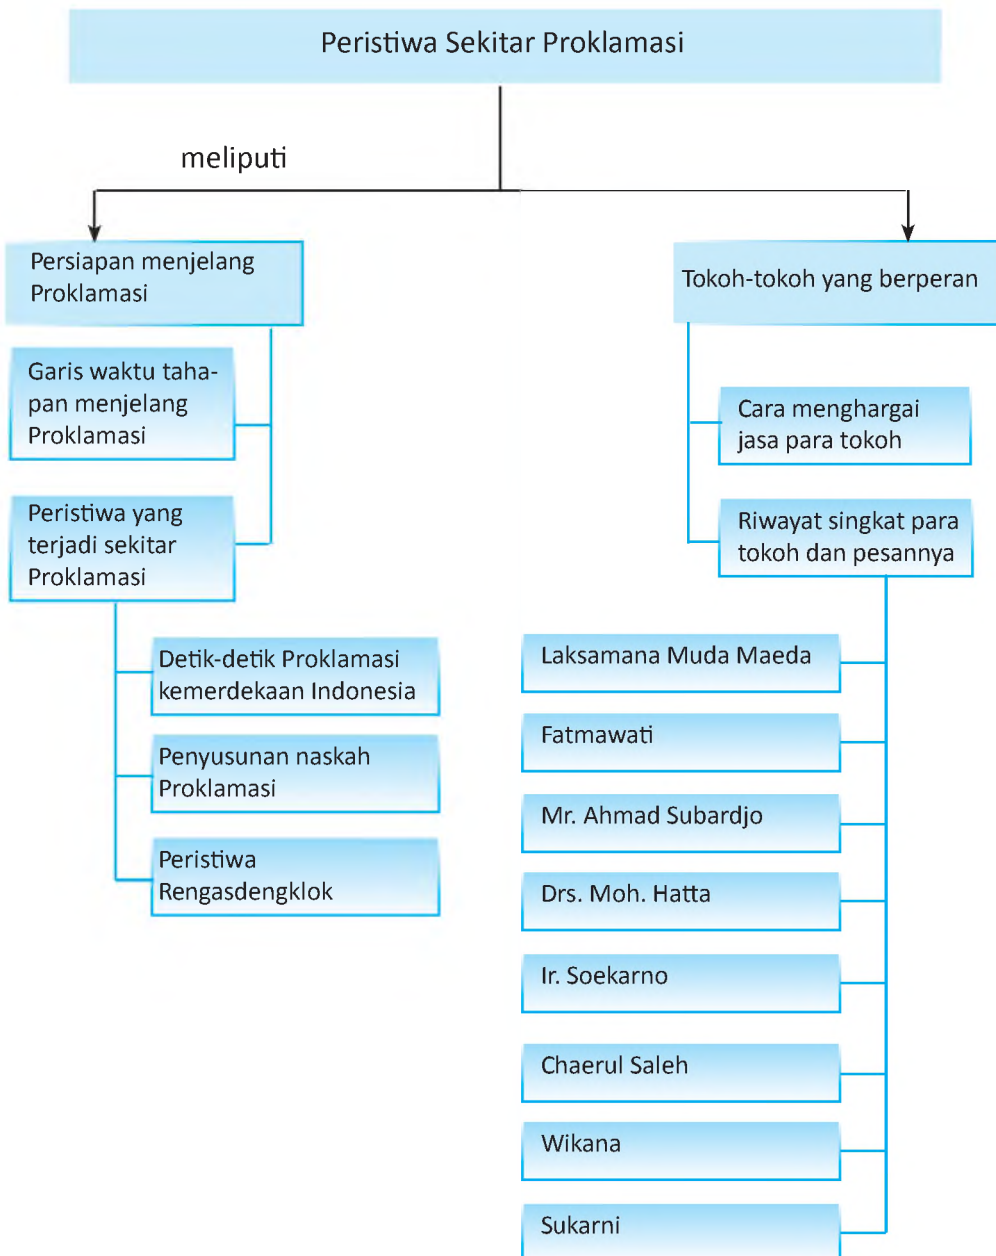 Peristiwa Sekitar Proklamasi
meliputi
Persiapan menjelang
Proklamasi
Garis waktu taha-
pan menjelang
Proklamasi
Peristiwa yang
terjadi sekitar
Proklamasi
Detik-detik Proklamasi
kemerdekaan Indonesia
Penyusunan naskah
Proklamasi
Peristiwa
Rengasdengklok
Tokoh-tokoh yang berperan
Cara menghargai
jasa para tokoh
Riwayat singkat para
tokoh dan pesannya
Laksamana Muda Maeda
Fatmawati
Mr. Ahmad Subardjo
Drs. Moh. Hatta
Ir. Soekarno
Chaerul Saleh
Wikana
Sukarni